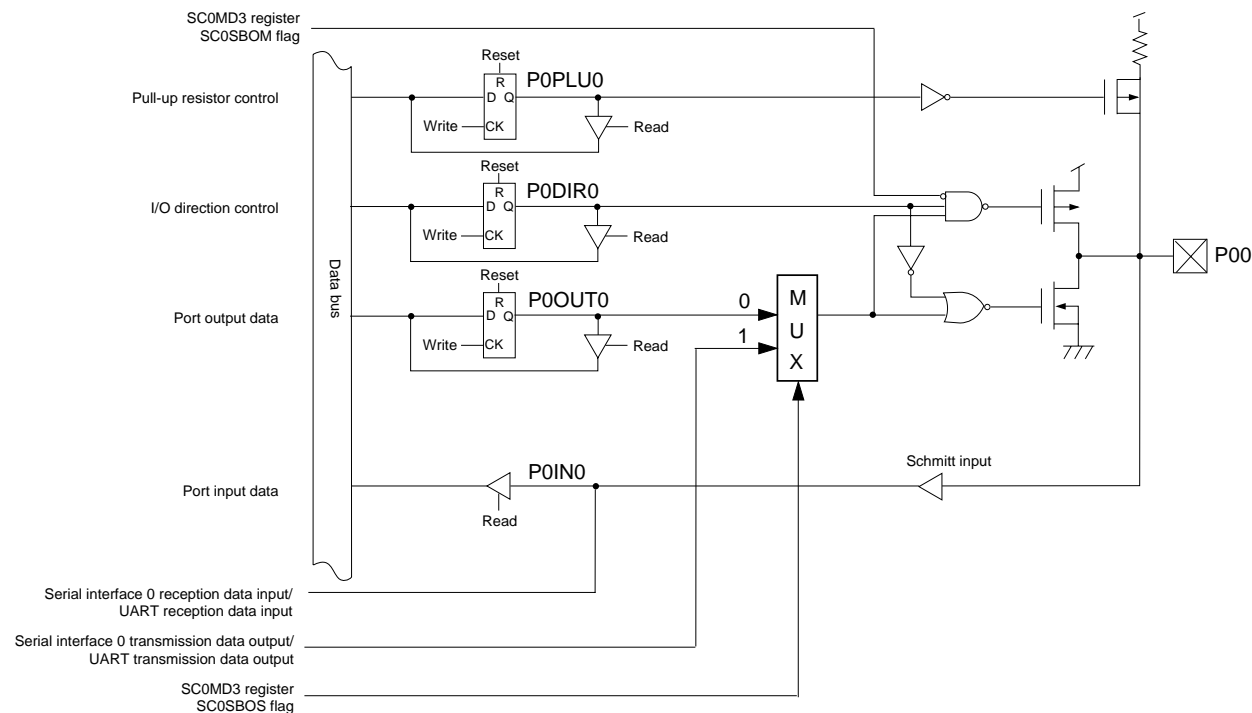 SC0MD3 register
SC0SBOM flag
Reset
R
P0PLU0
Pull-up resistor control
D Q
Write
CK
Read
Reset
R
P0DIR0
I/O direction control
D Q
Write
CK
Read
Data bus
P00
Reset
R
P0OUT0
Port output data
D Q
Write
CK
Read
0
1
M
U
X
Schmitt input
P0IN0
Port input data
Read
Serial interface 0 reception data input/
UART reception data input
Serial interface 0 transmission data output/
UART transmission data output
SC0MD3 register
SC0SBOS flag